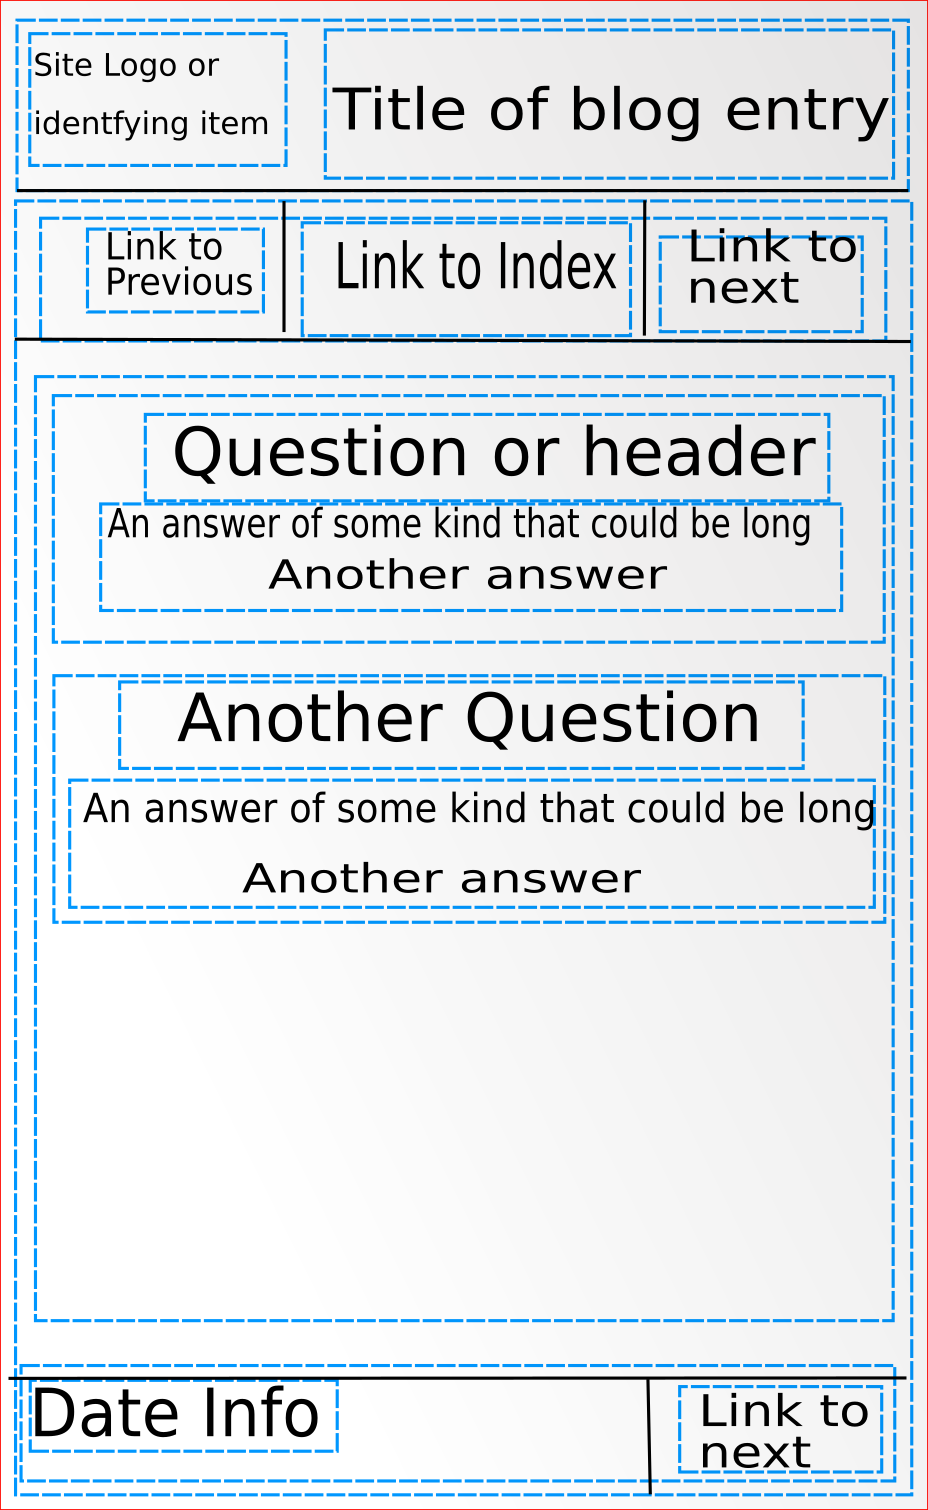 Site Logo or
identfying item
Title of blog entry
Link to
Previous
Link to Index
Link to
next
Question or header
An answer of some kind that could be long
Another answer
Another Question
An answer of some kind that could be long
Another answer
Date Info
Link to
next